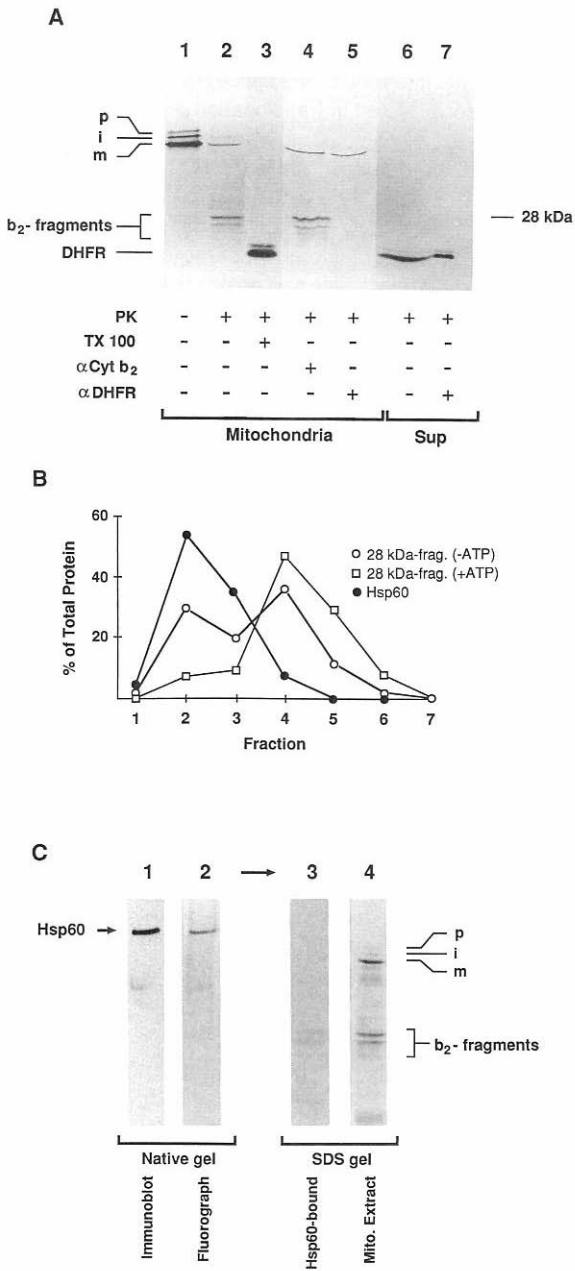 A
1 2 3 4 5 6 7
p
i
m
b2- fragments
28 kDa
DHFR
PK - + + + + + +
TX 100 - - + - - - -
αCyt b2 - - - + - - -
αDHFR - - - - + - +
Mitochondria Sup
B
60
40
20
% of Total Protein
28 kDa-frag. (-ATP)
28 kDa-frag. (+ATP)
Hsp60
1 2 3 4 5 6 7
Fraction
C
1 2 → 3 4
Hsp60 →
p
i
m
b2- fragments
Native gel SDS gel
Immunoblot
Fluorograph
Hsp60-bound
Mito. Extract